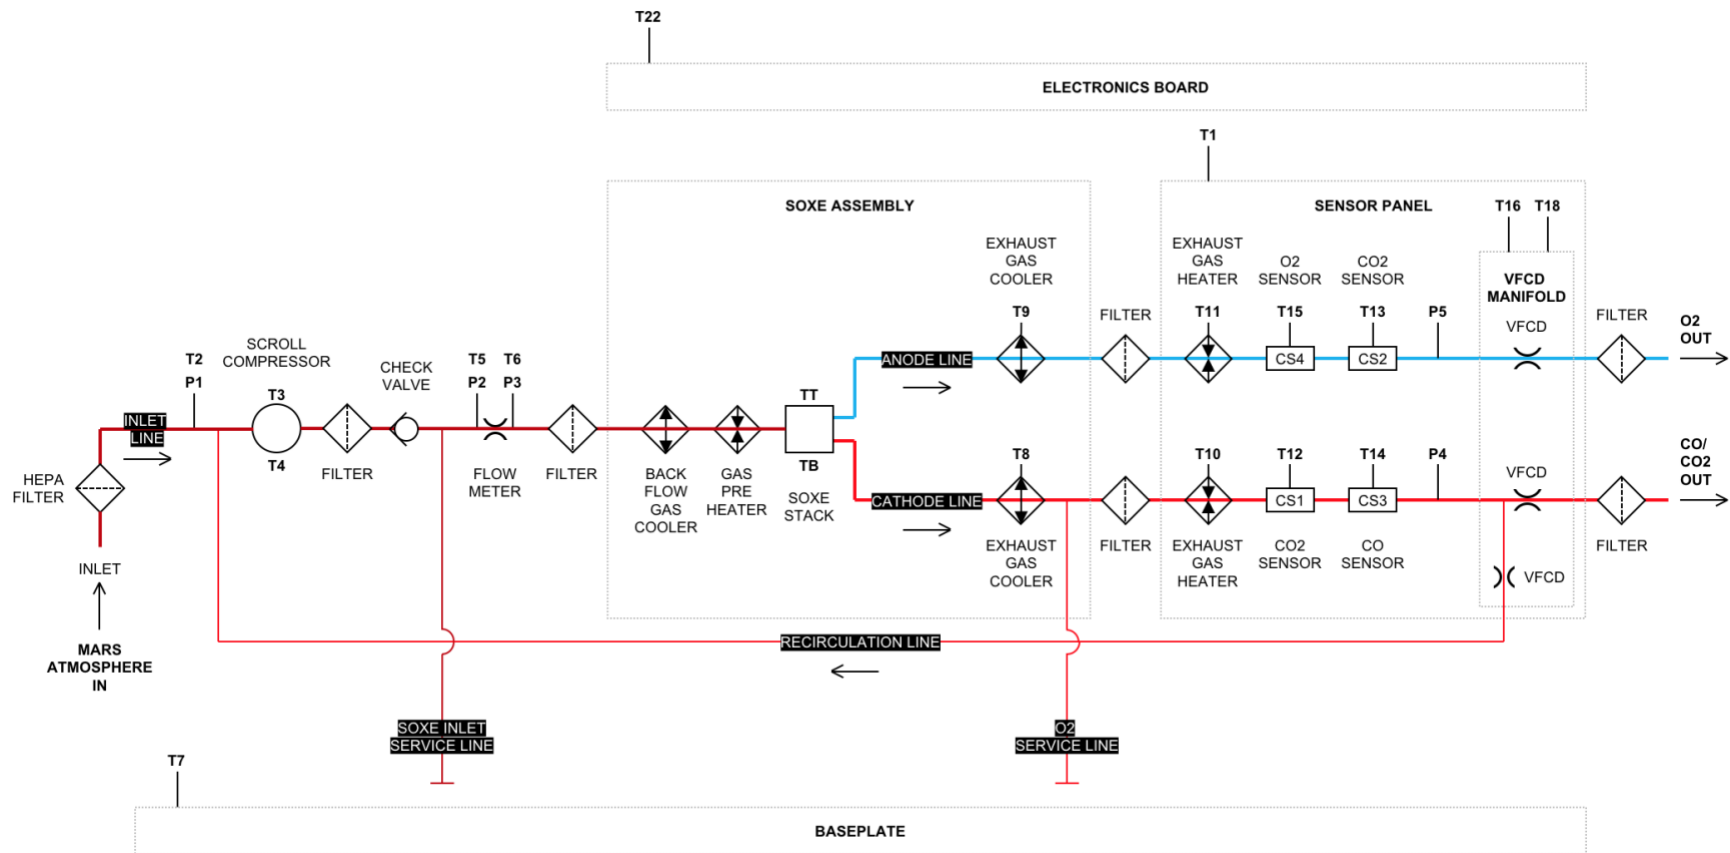 T22
ELECTRONICS BOARD
T1
SOXE ASSEMBLY
SENSOR PANEL
T16
T18
EXHAUST
GAS
COOLER
EXHAUST
GAS
HEATER
O2
SENSOR
CO2
SENSOR
VFCD
MANIFOLD
T9
FILTER
T11
T15
T13
P5
VFCD
FILTER
O2
OUT
CS4
CS2
ANODE LINE
SCROLL
COMPRESSOR
CHECK
VALVE
T2
P1
T3
T4
T5
P2
T6
P3
TT
TB
INLET
LINE
HEPA
FILTER
FILTER
FLOW
METER
FILTER
BACK
FLOW
GAS
COOLER
GAS
PRE
HEATER
SOXE
STACK
CATHODE LINE
T8
T10
T12
T14
P4
VFCD
CO/
CO2
OUT
CS1
CS3
EXHAUST
GAS
COOLER
FILTER
EXHAUST
GAS
HEATER
CO2
SENSOR
CO
SENSOR
FILTER
VFCD
INLET
MARS
ATMOSPHERE
IN
RECIRCULATION LINE
SOXE INLET
SERVICE LINE
O2
SERVICE LINE
T7
BASEPLATE